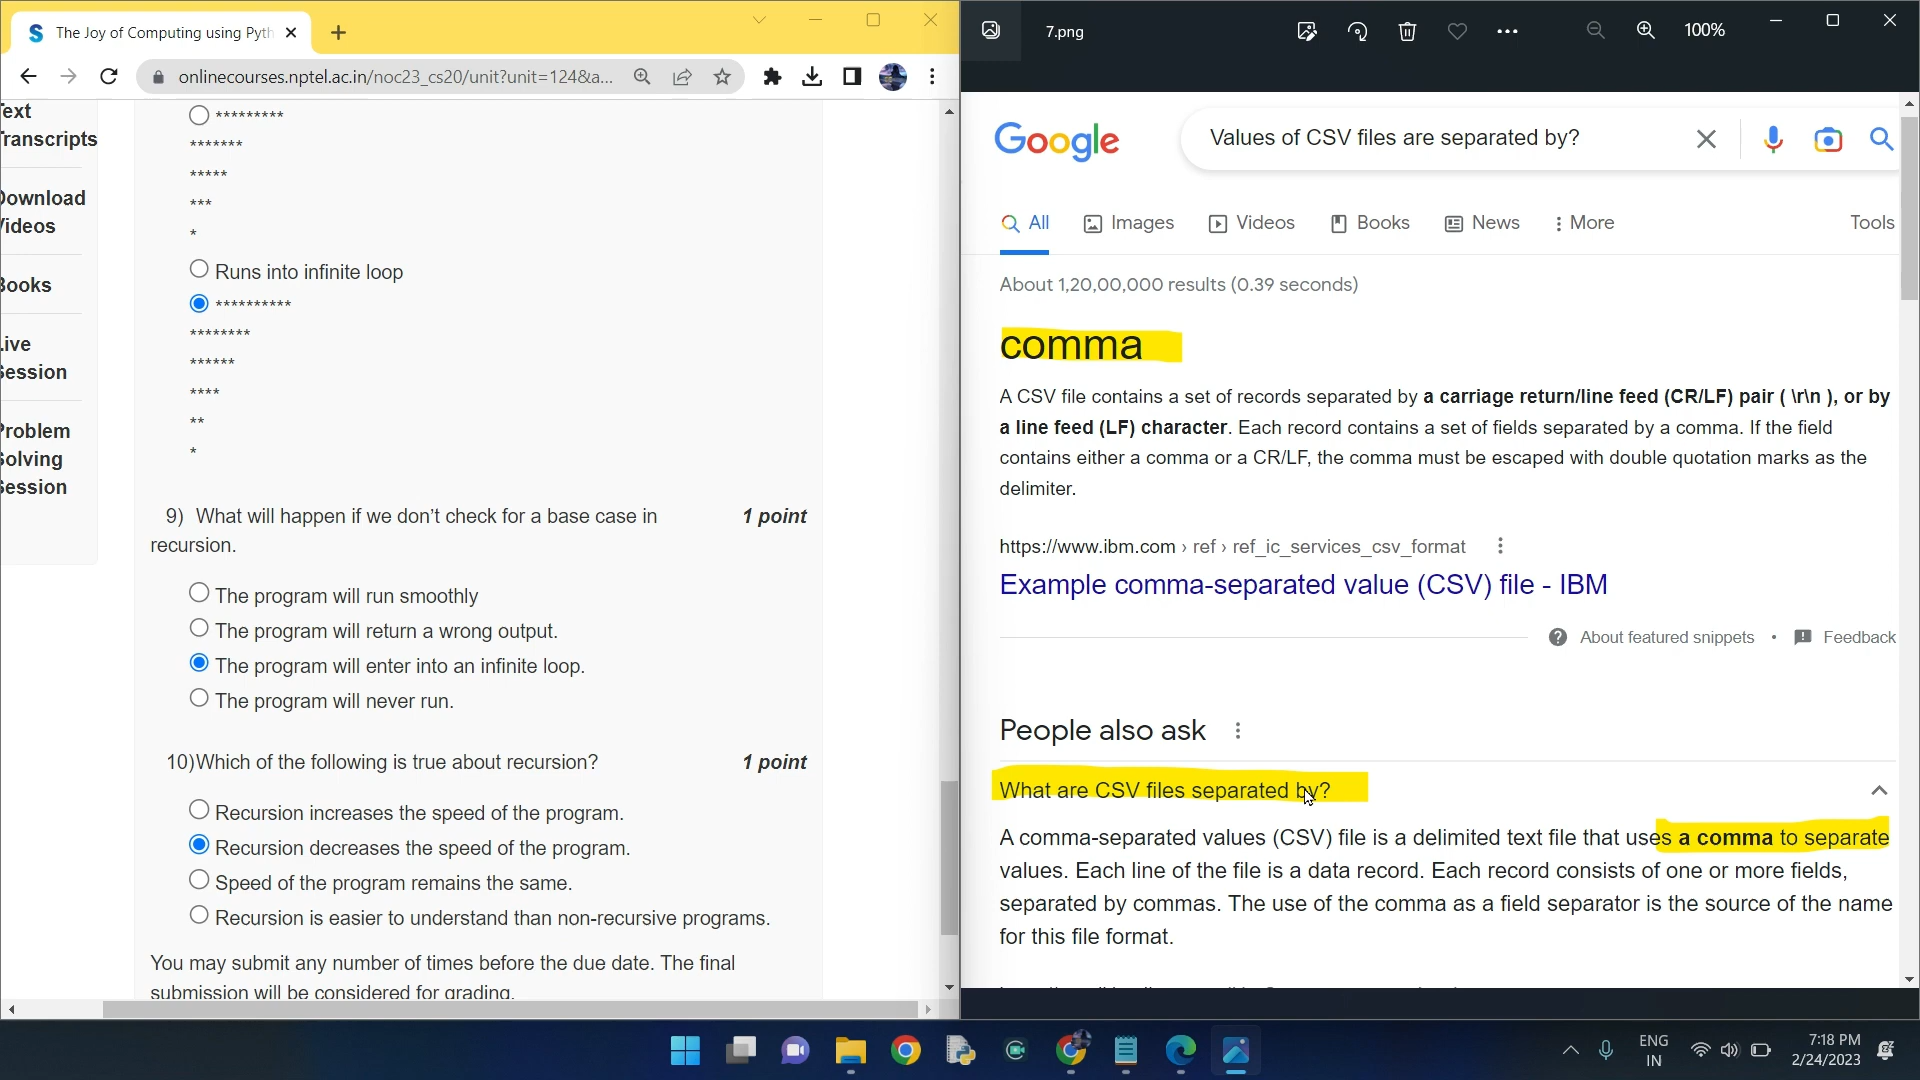 The Joy of Computing using Pyth
onlinecourses.nptel.ac.in/noc23_cs20/unit?unit=124&a...
ext
ranscripts
ownload
ideos
ooks
ive
ession
roblem
olving
ession
*********
*******
*****
***
*
Runs into infinite loop
**********
********
******
****
**
*
9) What will happen if we don't check for a base case in 1 point
recursion.
The program will run smoothly
The program will return a wrong output.
The program will enter into an infinite loop.
The program will never run.
10)Which of the following is true about recursion? 1 point
Recursion increases the speed of the program.
Recursion decreases the speed of the program.
Speed of the program remains the same.
Recursion is easier to understand than non-recursive programs.
You may submit any number of times before the due date. The final
submission will be considered for grading.
7.png
100%
Google
Values of CSV files are separated by?
All Images Videos Books News More Tools
About 1,20,00,000 results (0.39 seconds)
comma
A CSV file contains a set of records separated by a carriage return/line feed (CR/LF) pair ( \r\n ), or by
a line feed (LF) character. Each record contains a set of fields separated by a comma. If the field
contains either a comma or a CR/LF, the comma must be escaped with double quotation marks as the
delimiter.
https://www.ibm.com › ref › ref_ic_services_csv_format
Example comma-separated value (CSV) file - IBM
About featured snippets • Feedback
People also ask
What are CSV files separated by?
A comma-separated values (CSV) file is a delimited text file that uses a comma to separate
values. Each line of the file is a data record. Each record consists of one or more fields,
separated by commas. The use of the comma as a field separator is the source of the name
for this file format.
ENG
IN
7:18 PM
2/24/2023